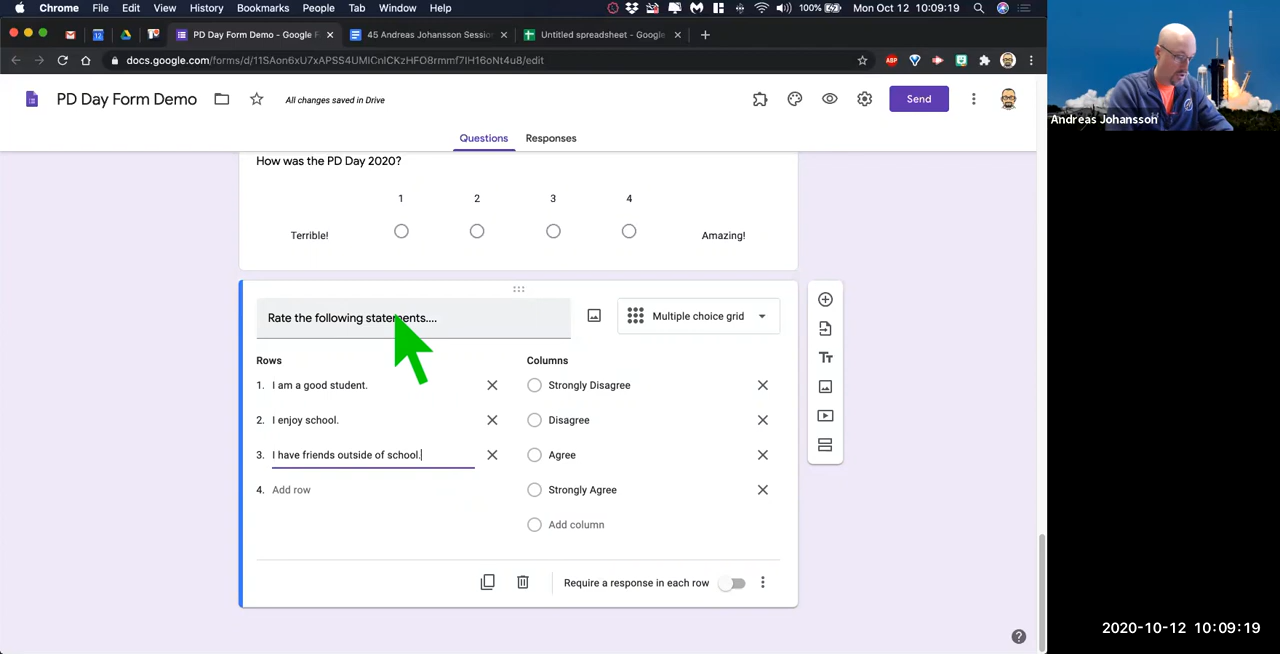 Chrome File Edit View History Bookmarks People Tab Window Help 100% Mon Oct 12 10:09:19
PD Day Form Demo - Google F 45 Andreas Johansson Sessio Untitled spreadsheet - Google
docs.google.com/forms/d/11SAon6xU7xAPSS4UMICnICKzHFO8rmmf7IH16oNt4u8/edit
PD Day Form Demo All changes saved in Drive Send
Andreas Johansson
Questions Responses
How was the PD Day 2020?
1 2 3 4
Terrible! Amazing!
Rate the following statements.... Multiple choice grid
Rows Columns
1. I am a good student. Strongly Disagree
2. I enjoy school. Disagree
3. I have friends outside of school. Agree
4. Add row Strongly Agree
Add column
Require a response in each row
2020-10-12 10:09:19